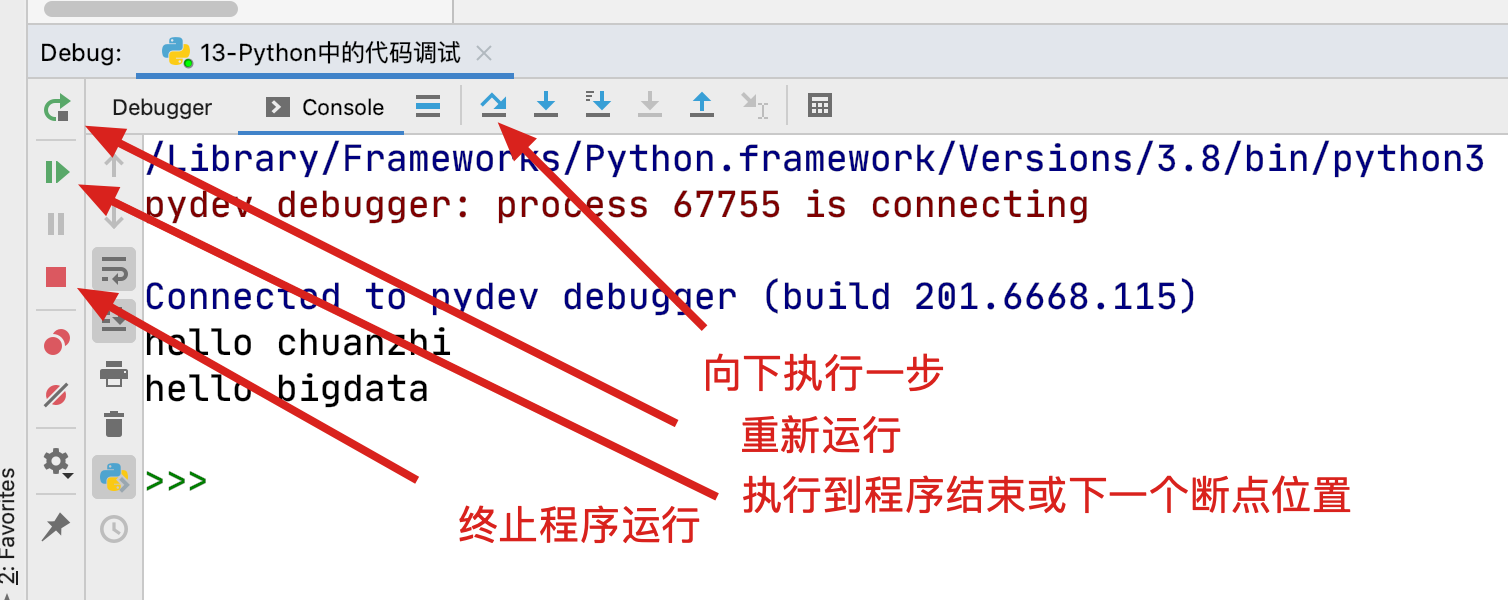 Debug:
13-Python中的代码调试
Debugger
Console
/Library/Frameworks/Python.framework/Versions/3.8/bin/python3
pydev debugger: process 67755 is connecting
Connected to pydev debugger (build 201.6668.115)
hello chuanzhi
hello bigdata
向下执行一步
重新运行
>>>
执行到程序结束或下一个断点位置
终止程序运行
2: Favorites